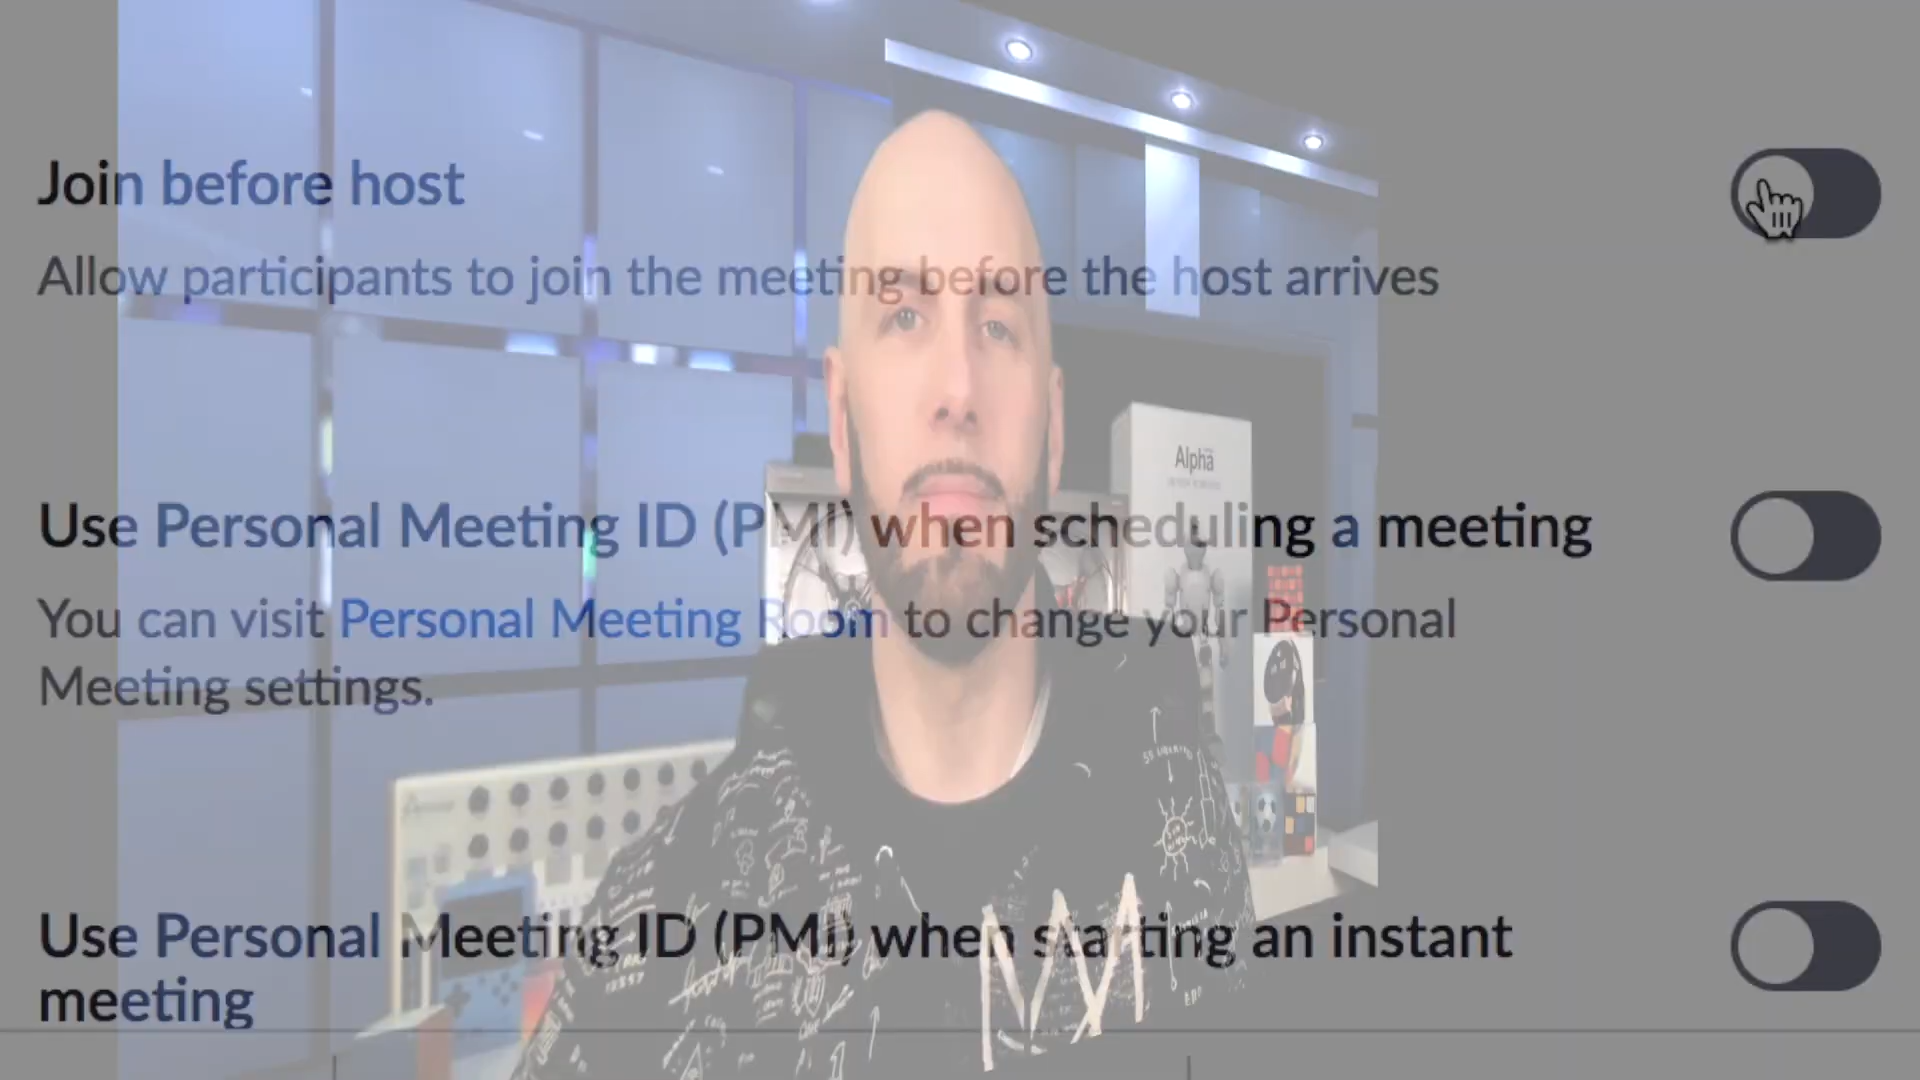 Join before host
Allow participants to join the meeting before the host arrives
Use Personal Meeting ID (PMI) when scheduling a meeting
You can visit Personal Meeting Room to change your Personal
Meeting settings.
Use Personal Meeting ID (PMI) when starting an instant
meeting
Alpha